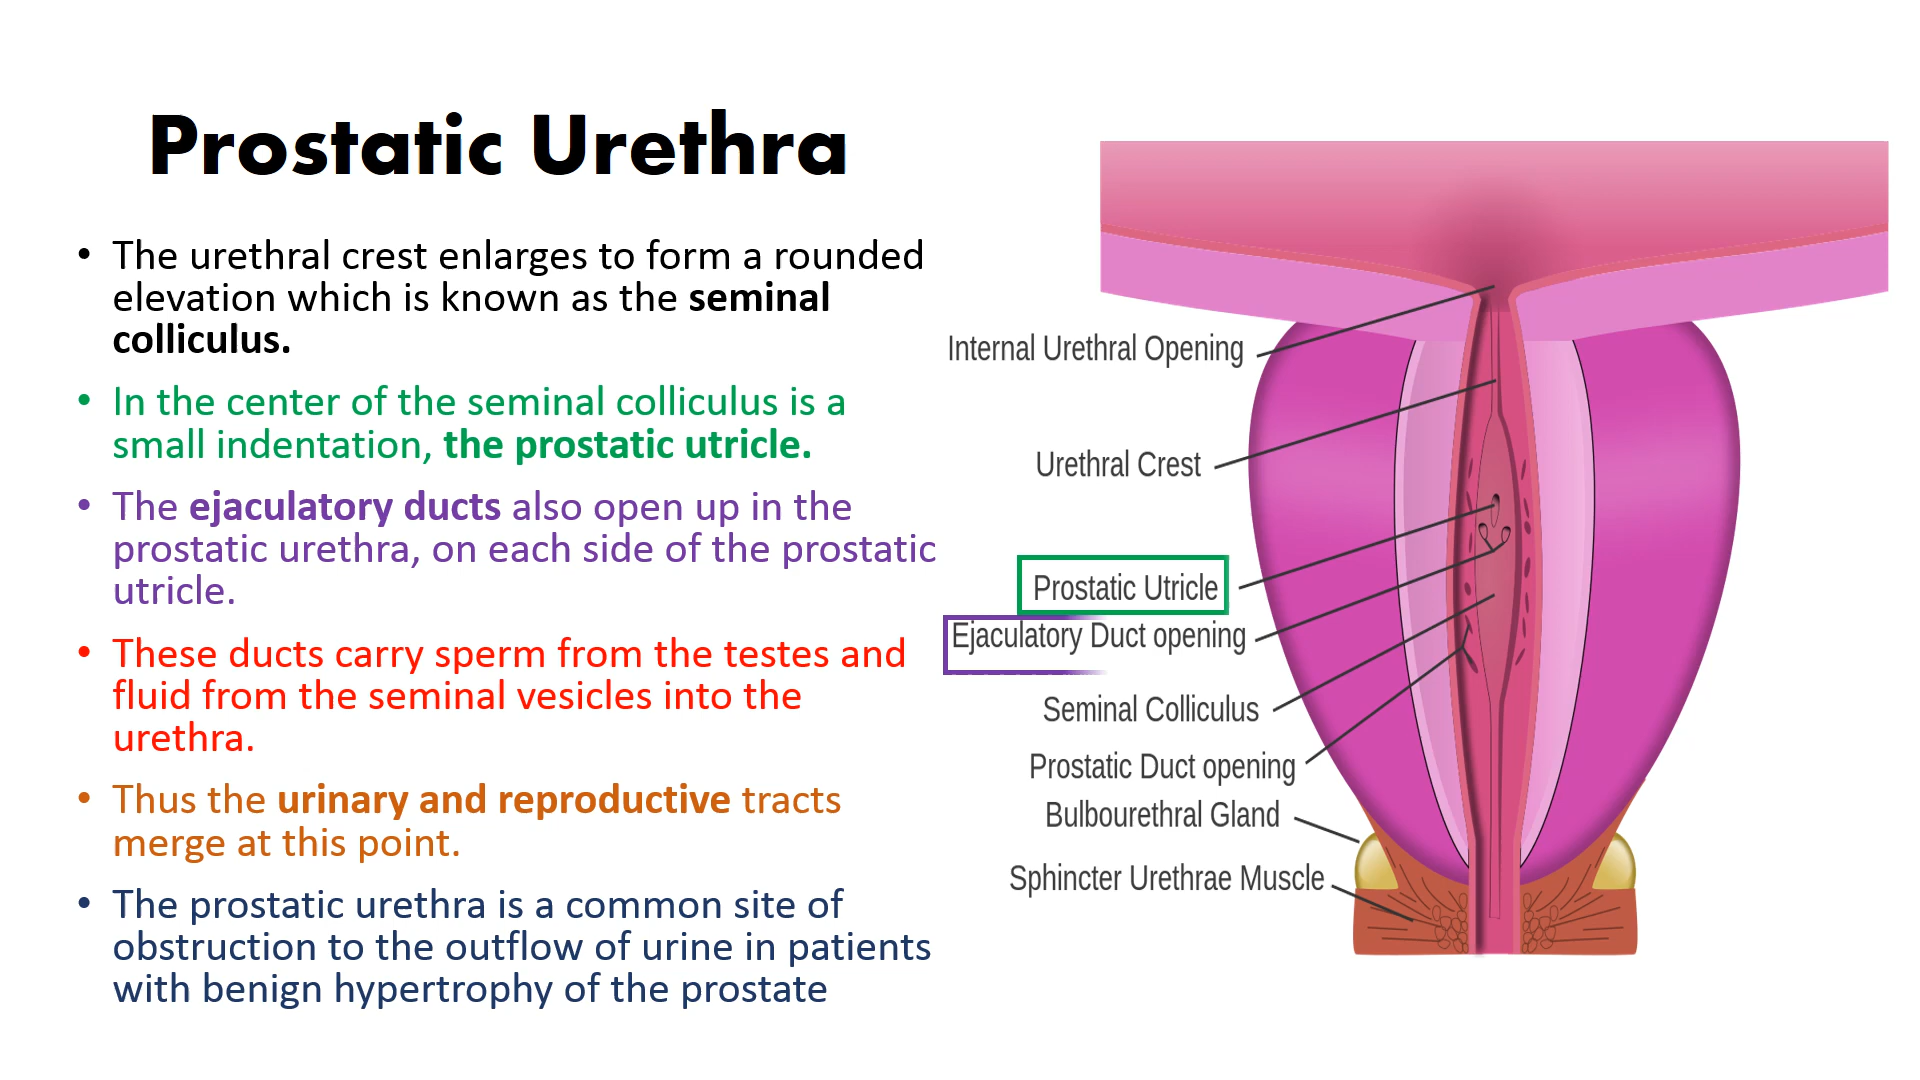 Prostatic Urethra
• The urethral crest enlarges to form a rounded
elevation which is known as the seminal
colliculus.
• In the center of the seminal colliculus is a
small indentation, the prostatic utricle.
• The ejaculatory ducts also open up in the
prostatic urethra, on each side of the prostatic
utricle.
• These ducts carry sperm from the testes and
fluid from the seminal vesicles into the
urethra.
• Thus the urinary and reproductive tracts
merge at this point.
• The prostatic urethra is a common site of
obstruction to the outflow of urine in patients
with benign hypertrophy of the prostate
Internal Urethral Opening
Urethral Crest
Prostatic Utricle
Ejaculatory Duct opening
Seminal Colliculus
Prostatic Duct opening
Bulbourethral Gland
Sphincter Urethrae Muscle